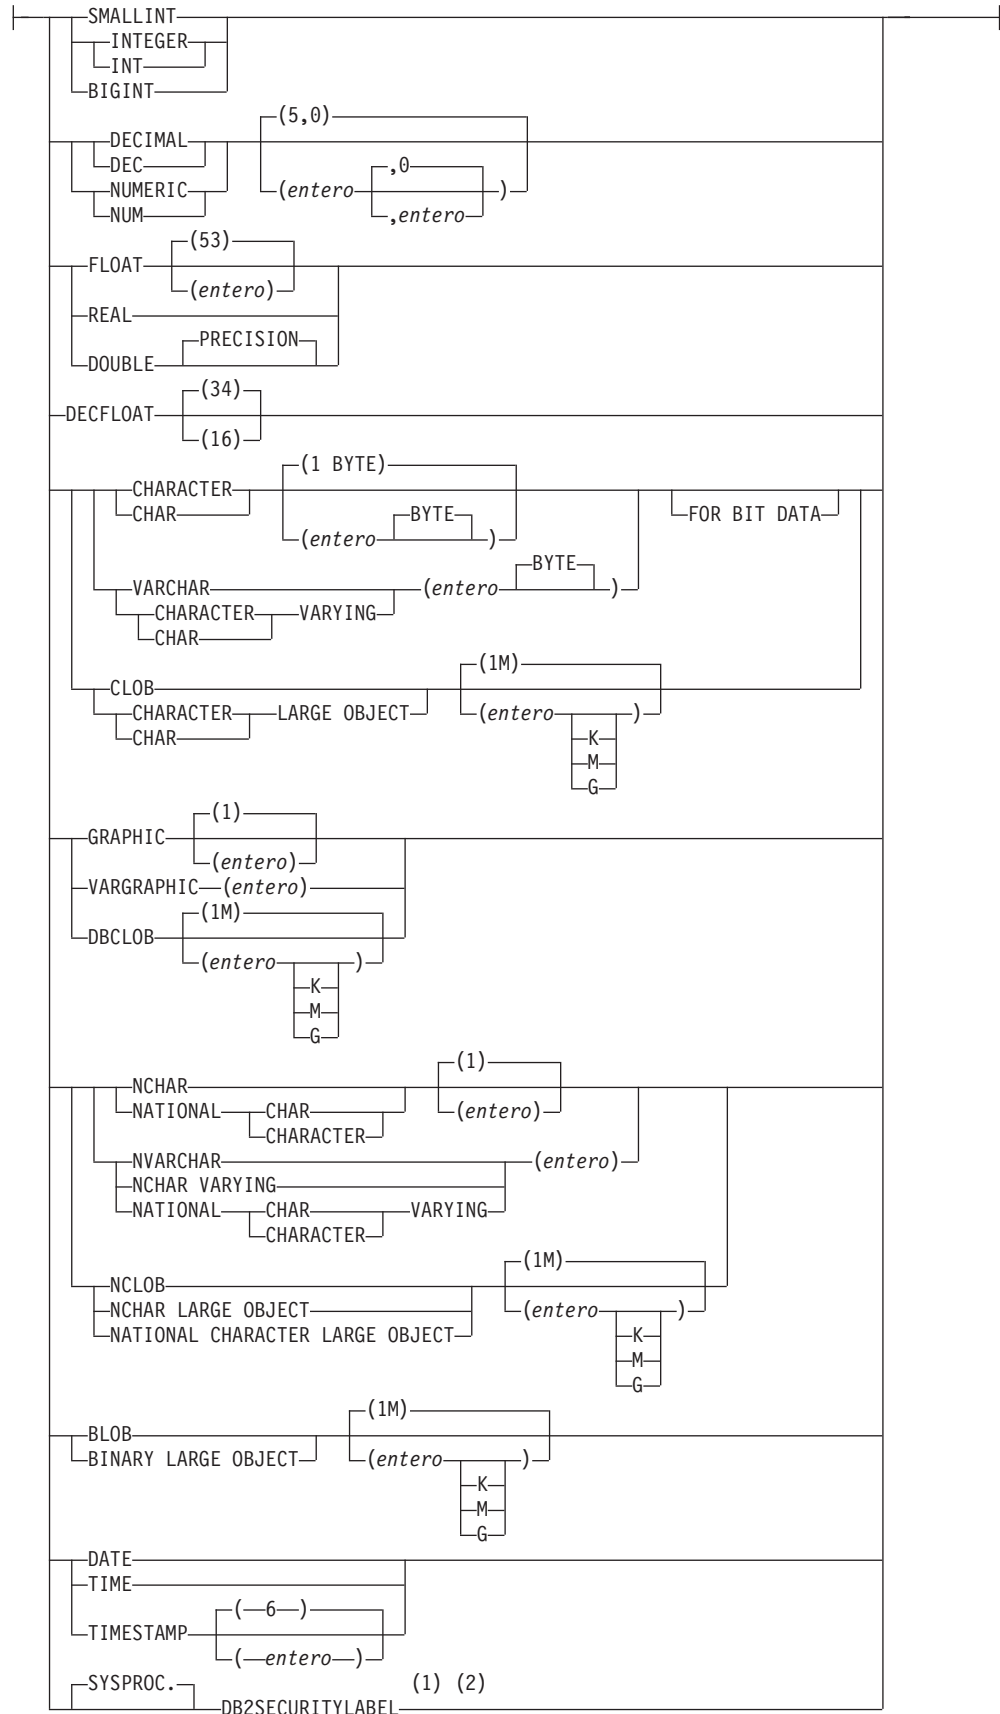 SMALLINT
INTEGER
INT
BIGINT
(5,0)
DECIMAL
DEC
,0
NUMERIC
(entero )
NUM
,entero
(53)
FLOAT
(entero)
REAL
PRECISION
DOUBLE
(34)
DECFLOAT
(16)
(1 BYTE)
CHARACTER
CHAR
BYTE
FOR BIT DATA
(entero )
BYTE
VARCHAR (entero )
CHARACTER VARYING
CHAR
(1M)
CLOB
CHARACTER LARGE OBJECT (entero )
CHAR
K
M
G
(1)
GRAPHIC
(entero)
VARGRAPHIC (entero)
(1M)
DBCLOB
(entero )
K
M
G
(1)
NCHAR
NATIONAL CHAR (entero)
CHARACTER
NVARCHAR (entero)
NCHAR VARYING
NATIONAL CHAR VARYING
CHARACTER
(1M)
NCLOB
NCHAR LARGE OBJECT (entero )
NATIONAL CHARACTER LARGE OBJECT
K
M
G
(1M)
BLOB
BINARY LARGE OBJECT (entero )
K
M
G
DATE
TIME
( 6 )
TIMESTAMP
( entero )
SYSPROC. (1) (2)
DB2SECURITYLABEL